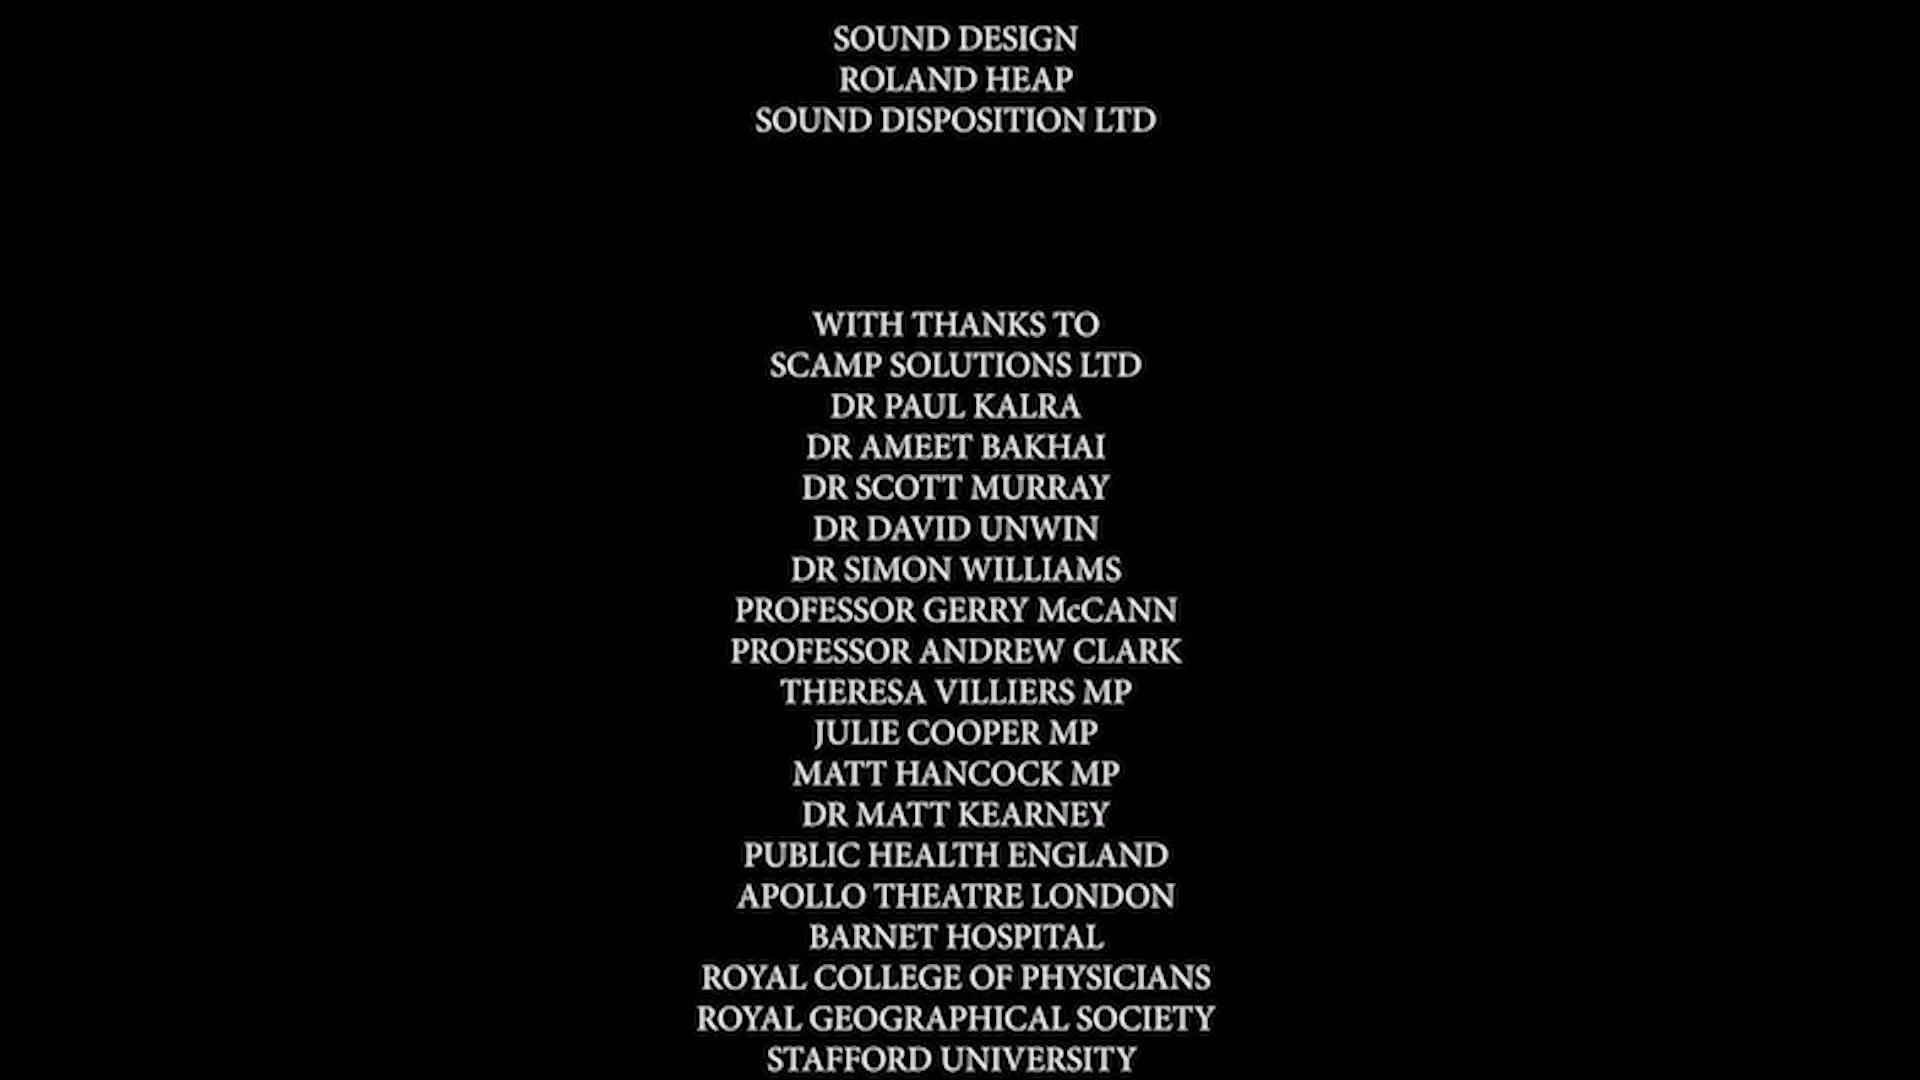 SOUND DESIGN
ROLAND HEAP
SOUND DISPOSITION LTD
WITH THANKS TO
SCAMP SOLUTIONS LTD
DR PAUL KALRA
DR AMEET BAKHAI
DR SCOTT MURRAY
DR DAVID UNWIN
DR SIMON WILLIAMS
PROFESSOR GERRY McCANN
PROFESSOR ANDREW CLARK
THERESA VILLIERS MP
JULIE COOPER MP
MATT HANCOCK MP
DR MATT KEARNEY
PUBLIC HEALTH ENGLAND
APOLLO THEATRE LONDON
BARNET HOSPITAL
ROYAL COLLEGE OF PHYSICIANS
ROYAL GEOGRAPHICAL SOCIETY
STAFFORD UNIVERSITY